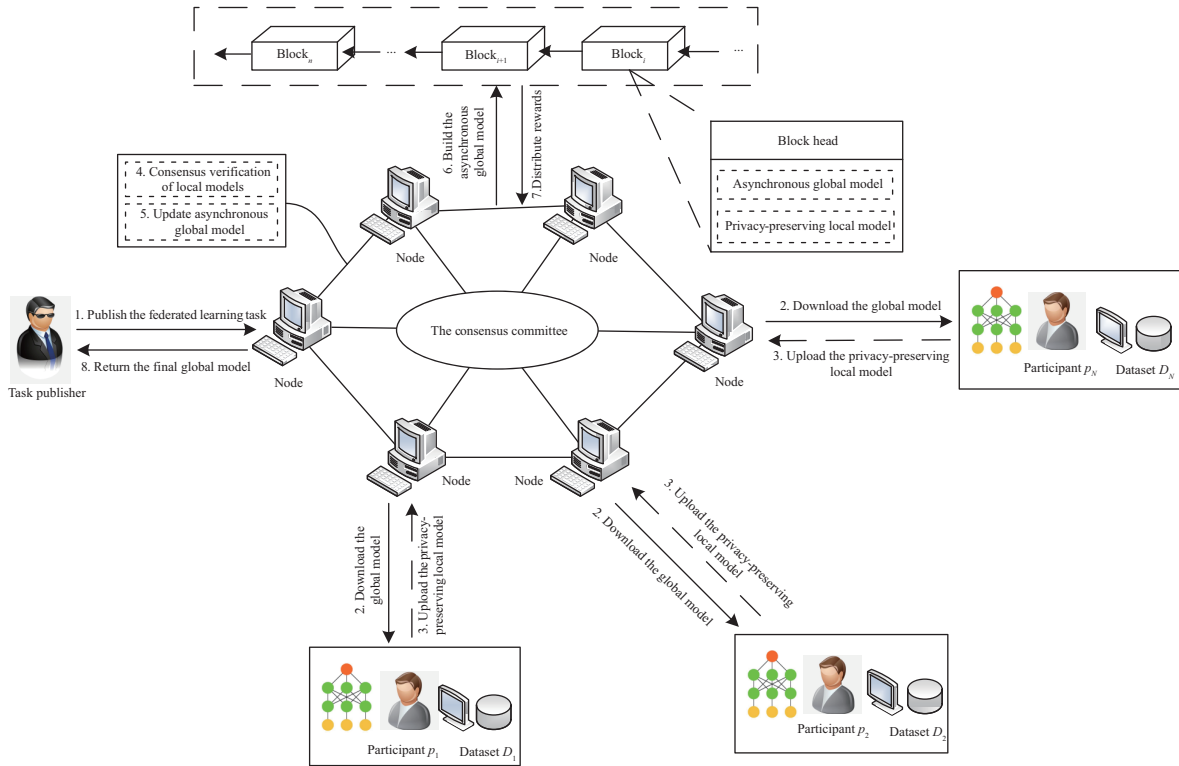 Block_n
...
Block_{i+1}
Block_i
...
6. Build the
asynchronous
global model
7.Distribute rewards
Block head
Asynchronous global model
Privacy-preserving local model
4. Consensus verification
of local models
5. Update asynchronous
global model
Node
Node
1. Publish the federated learning task
8. Return the final global model
Task publisher
Node
The consensus committee
Node
2. Download the global model
3. Upload the privacy-preserving
local model
Participant p_N
Dataset D_N
Node
Node
2. Download the
global model
3. Upload the privacy-
preserving local model
3. Upload the privacy-preserving
local model
2. Download the global model
Participant p_1
Dataset D_1
Participant p_2
Dataset D_2